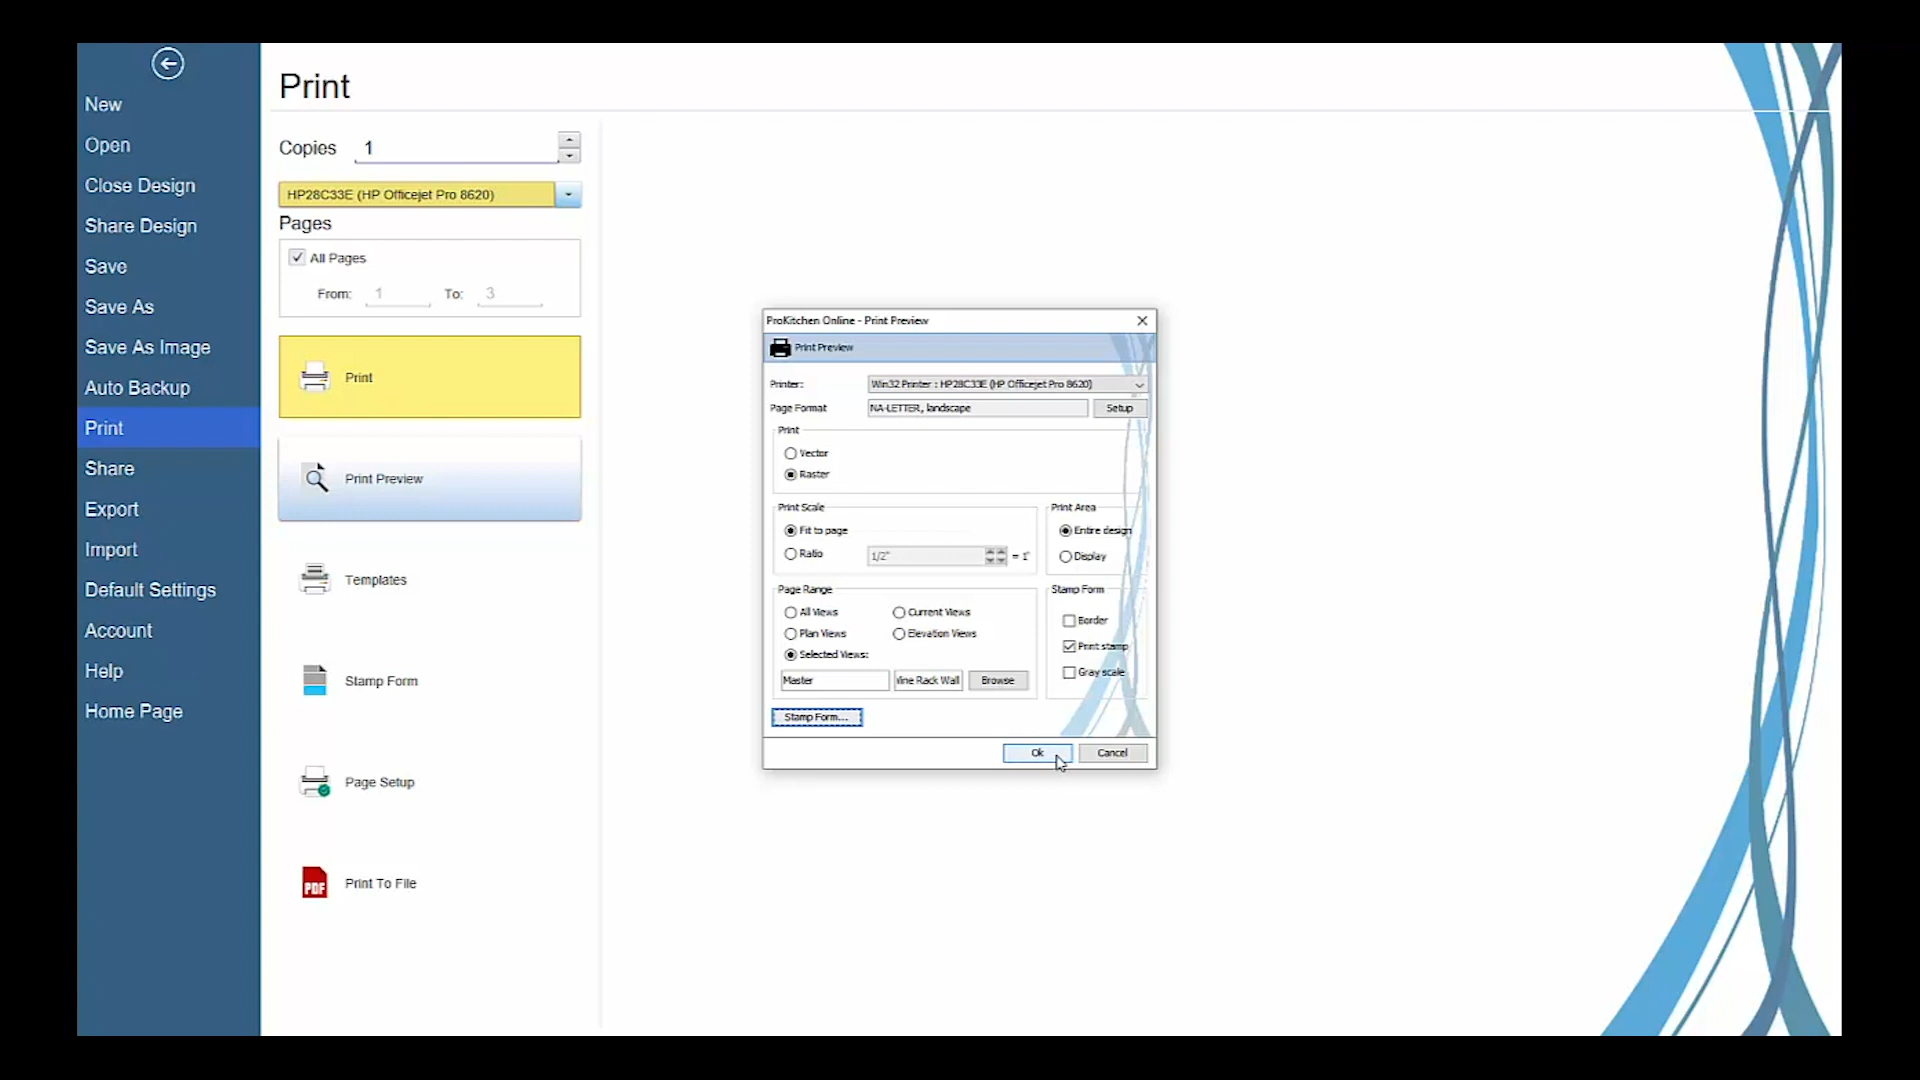 Print
New
Open
Close Design
Share Design
Save
Save As
Save As Image
Auto Backup
Print
Share
Export
Import
Default Settings
Account
Help
Home Page
Copies 1
HP28C33E (HP Officejet Pro 8620)
Pages
All Pages
From: 1 To: 3
Print
Print Preview
Templates
Stamp Form
Page Setup
PDF Print To File
ProKitchen Online - Print Preview
Print Preview
Printer: Win32 Printer : HP28C33E (HP Officejet Pro 8620)
Page Format NA-LETTER, landscape Setup
Print
Vector
Raster
Print Scale
Fit to page
Ratio 1/2" = 1'
Print Area
Entire design
Display
Page Range
All Views Current Views
Plan Views Elevation Views
Selected Views:
Master Wine Rack Wall Browse
Stamp Form
Border
Print stamp
Gray scale
Stamp Form...
Ok Cancel